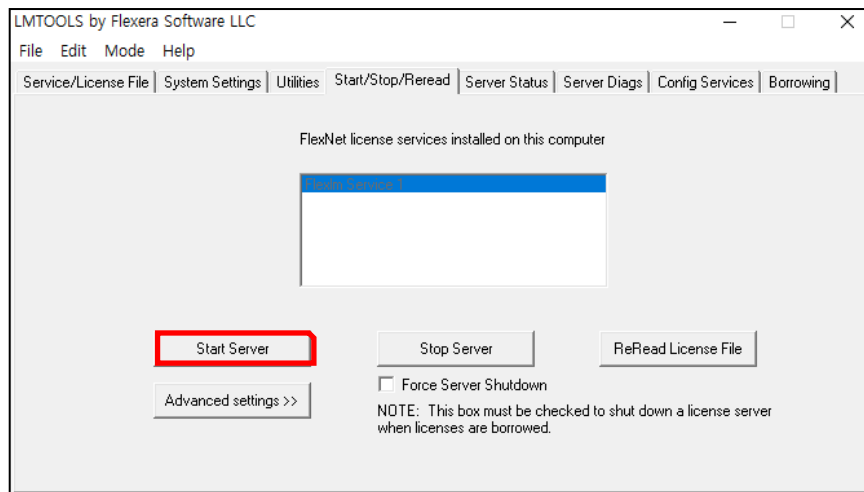 LMTOOLS by Flexera Software LLC
File Edit Mode Help
Service/License File System Settings Utilities Start/Stop/Reread Server Status Server Diags Config Services Borrowing
FlexNet license services installed on this computer
Flexlm Service 1
Start Server Stop Server ReRead License File
Advanced settings >> Force Server Shutdown
NOTE: This box must be checked to shut down a license server
when licenses are borrowed.